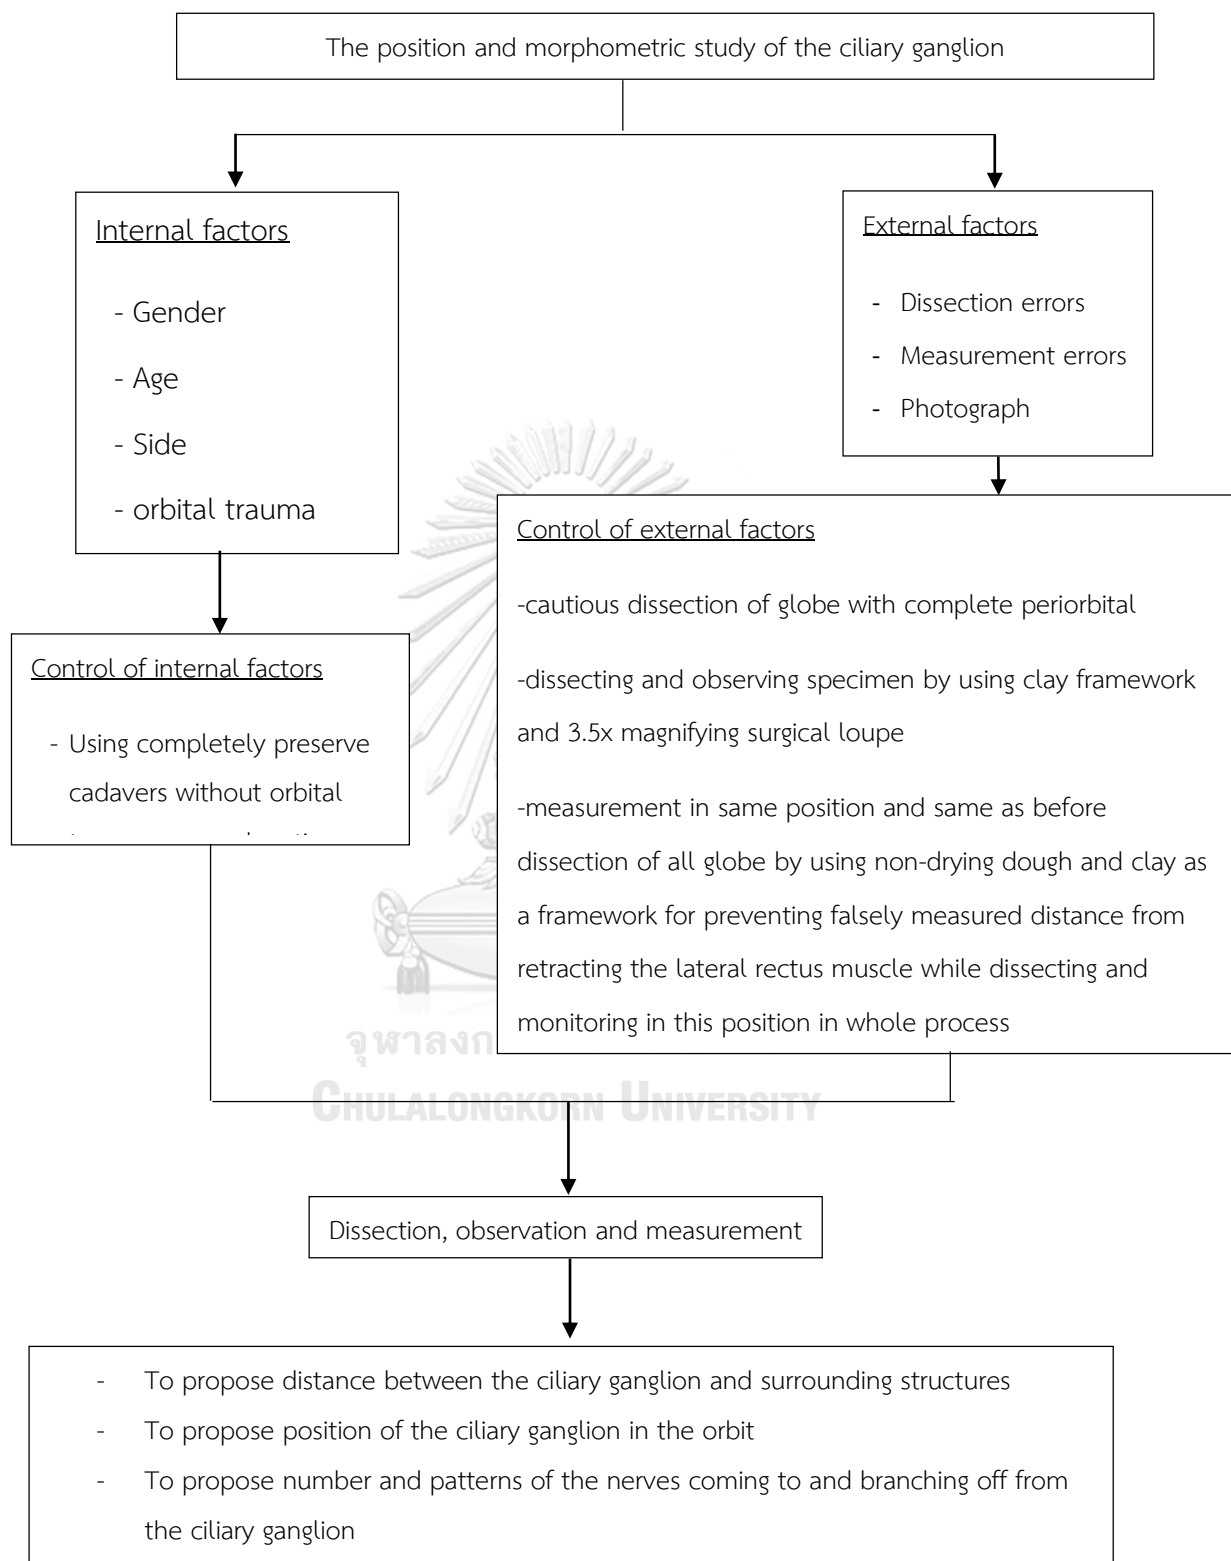 The position and morphometric study of the ciliary ganglion
Internal factors
- Gender
- Age
- Side
- orbital trauma
External factors
- Dissection errors
- Measurement errors
- Photograph
Control of internal factors
- Using completely preserve
cadavers without orbital
Control of external factors
-cautious dissection of globe with complete periorbital
-dissecting and observing specimen by using clay framework
and 3.5x magnifying surgical loupe
-measurement in same position and same as before
dissection of all globe by using non-drying dough and clay as
a framework for preventing falsely measured distance from
retracting the lateral rectus muscle while dissecting and
monitoring in this position in whole process
จุฬาลงก
CHULALONGKORN UNIVERSITY
Dissection, observation and measurement
- To propose distance between the ciliary ganglion and surrounding structures
- To propose position of the ciliary ganglion in the orbit
- To propose number and patterns of the nerves coming to and branching off from
the ciliary ganglion